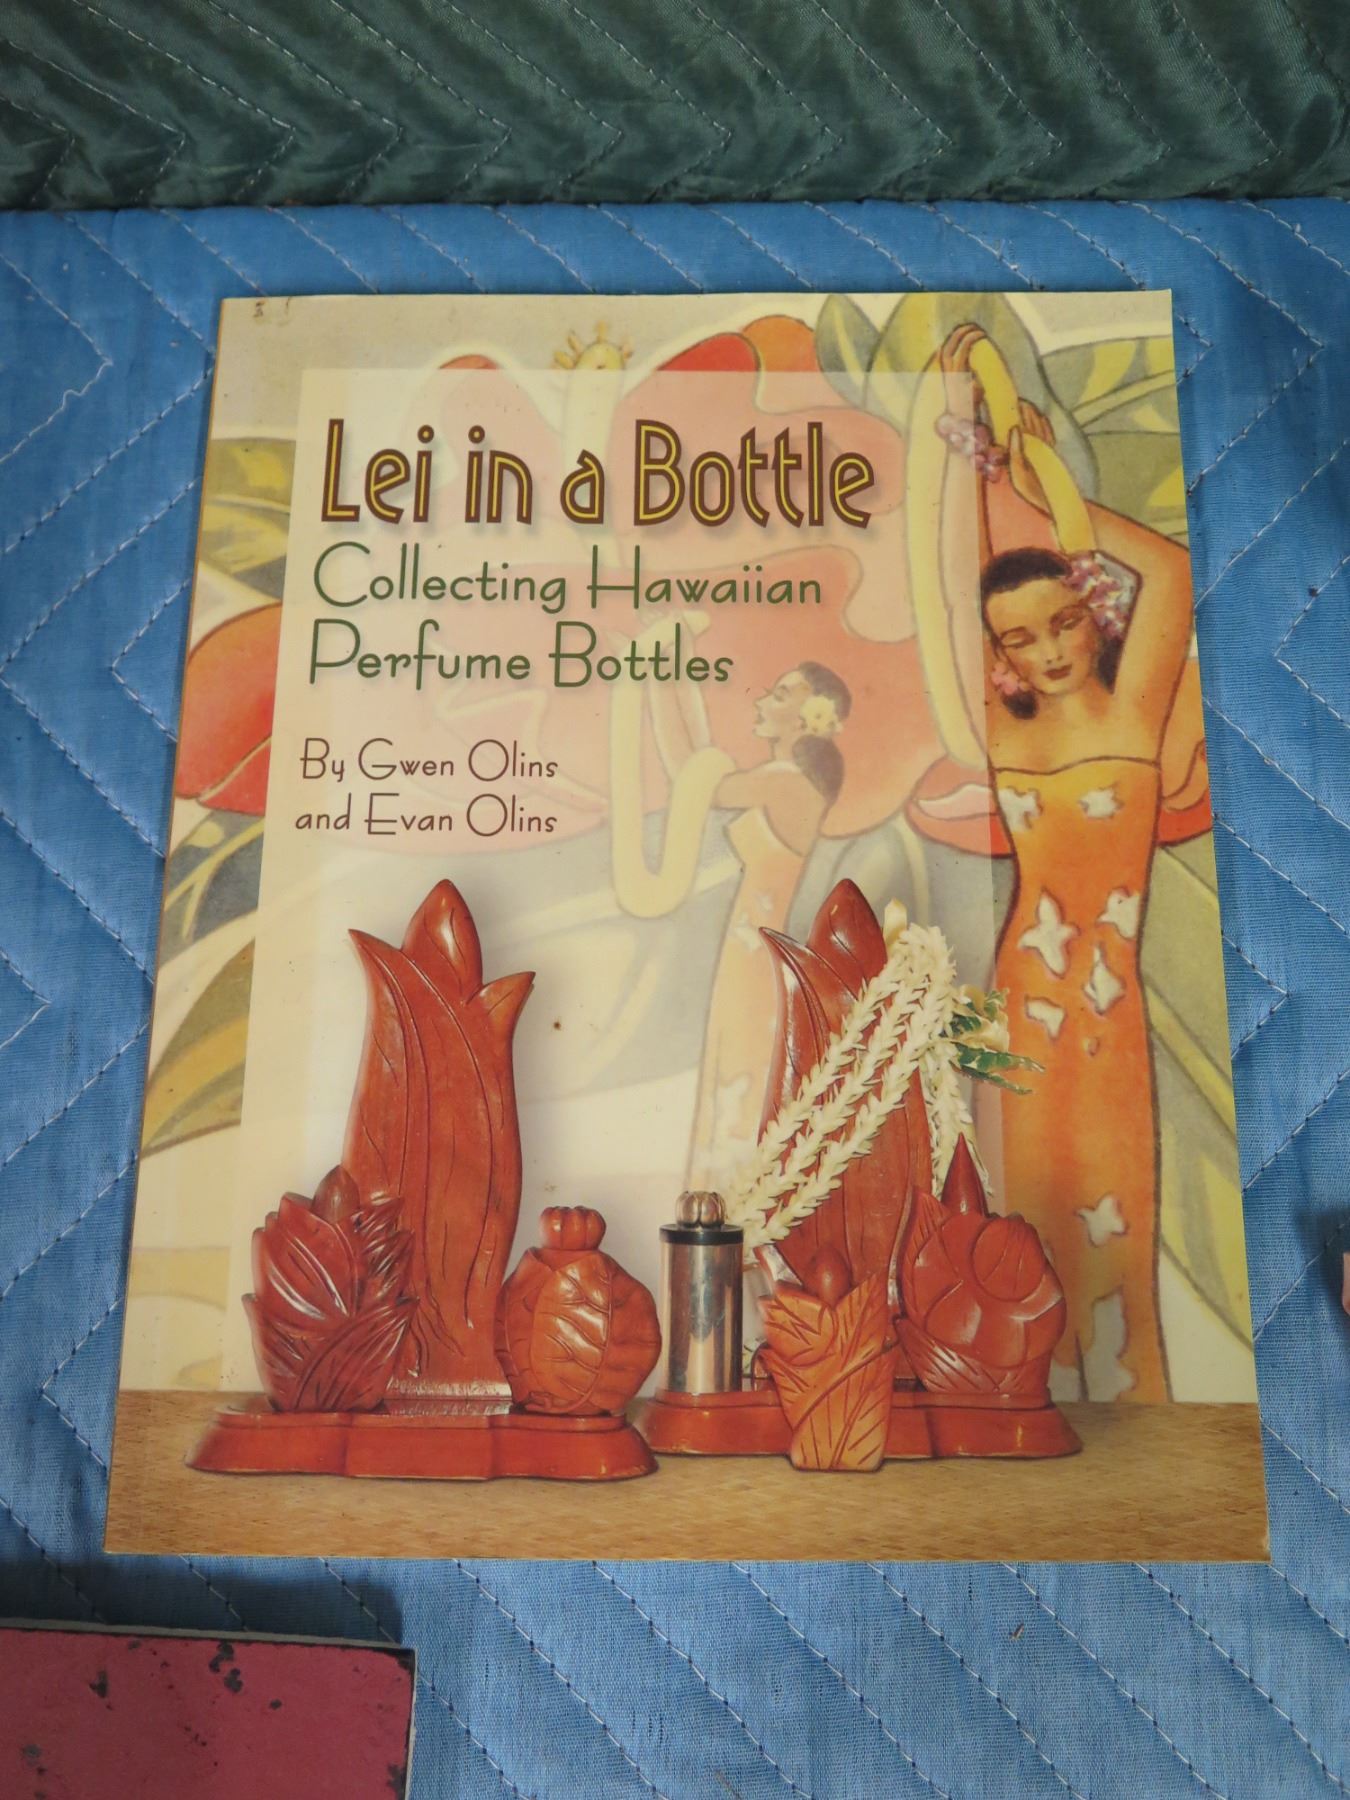 Lei in a Bottle
Collecting Hawaiian
Perfume Bottles
By Gwen Olins
and Evan Olins